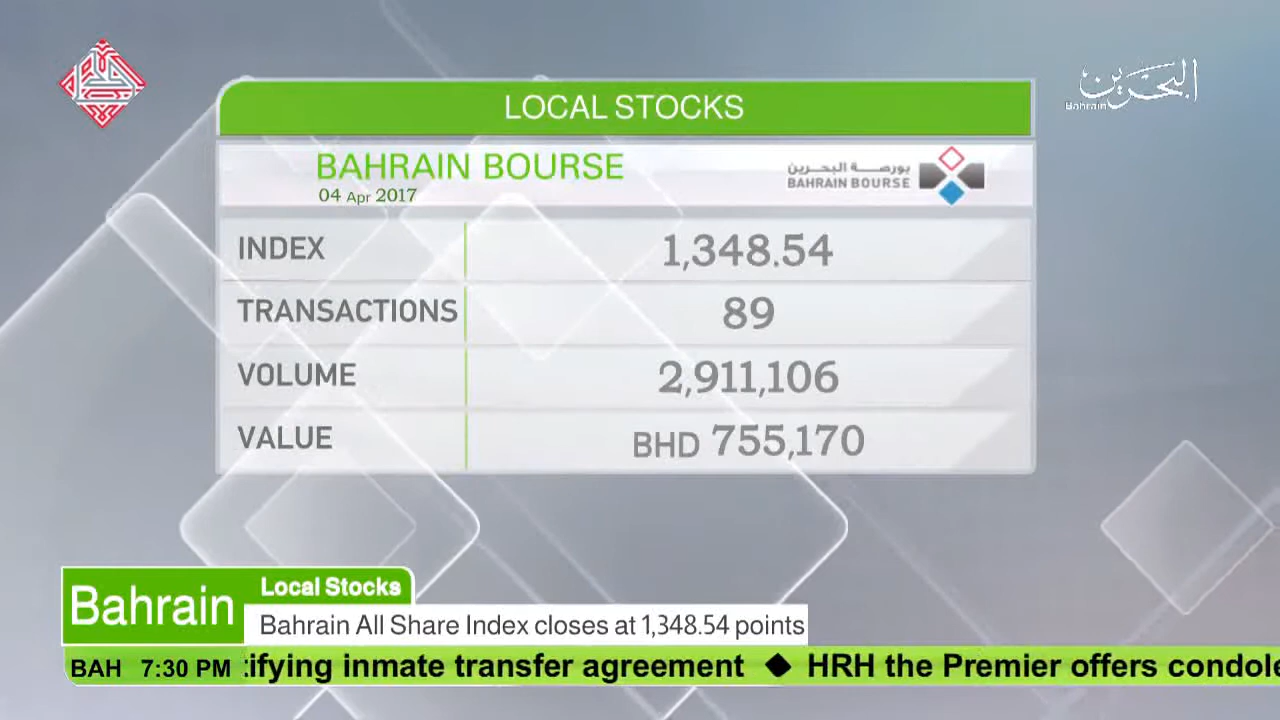 البحرين
Bahrain
LOCAL STOCKS
BAHRAIN BOURSE
04 Apr 2017
بورصة البحرين
BAHRAIN BOURSE
INDEX 1,348.54
TRANSACTIONS 89
VOLUME 2,911,106
VALUE BHD 755,170
Bahrain
Local Stocks
Bahrain All Share Index closes at 1,348.54 points
BAH 7:30 PM ifying inmate transfer agreement ◆ HRH the Premier offers condole